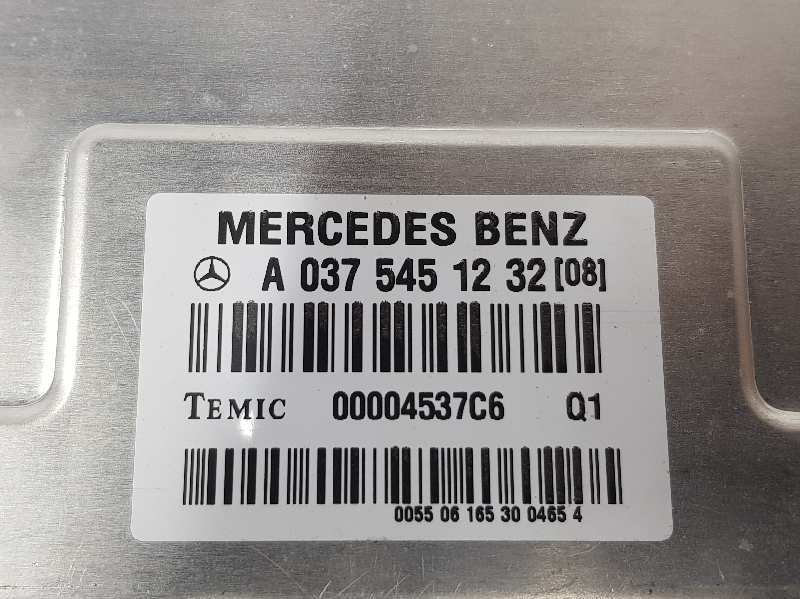 MERCEDES BENZ
A 037 545 12 32 [08]
TEMIC 00004537C6 Q1
0055 06 165 30 0465 4